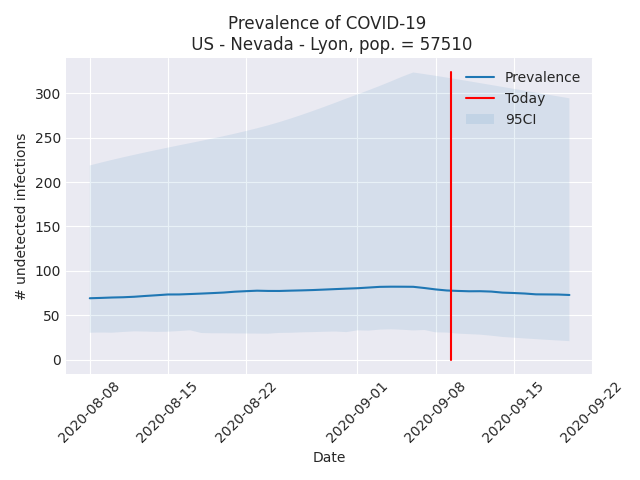 Prevalence of COVID-19
US - Nevada - Lyon, pop. = 57510
Prevalence
Today
95CI
300
250
200
150
100
50
0
# undetected infections
2020-08-08
2020-08-15
2020-08-22
2020-09-01
2020-09-08
2020-09-15
2020-09-22
Date